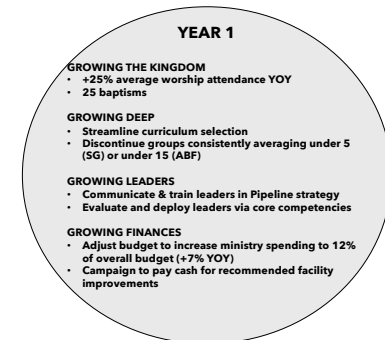 YEAR 1
GROWING THE KINGDOM
• +25% average worship attendance YOY
• 25 baptisms
GROWING DEEP
• Streamline curriculum selection
• Discontinue groups consistently averaging under 5
(SG) or under 15 (ABF)
GROWING LEADERS
• Communicate & train leaders in Pipeline strategy
• Evaluate and deploy leaders via core competencies
GROWING FINANCES
• Adjust budget to increase ministry spending to 12%
of overall budget (+7% YOY)
• Campaign to pay cash for recommended facility
improvements